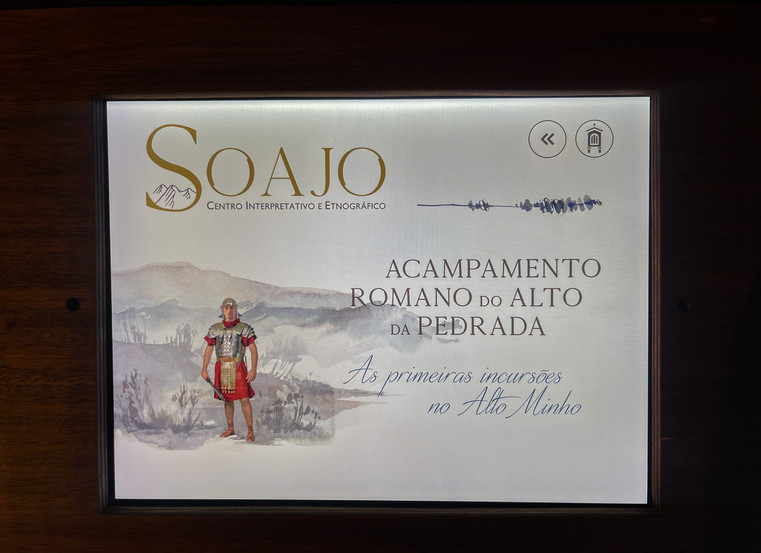 SOAJO
CENTRO INTERPRETATIVO E ETNOGRÁFICO
ACAMPAMENTO
ROMANO DO ALTO
DA PEDRADA
As primeiras incursões
no Alto Minho